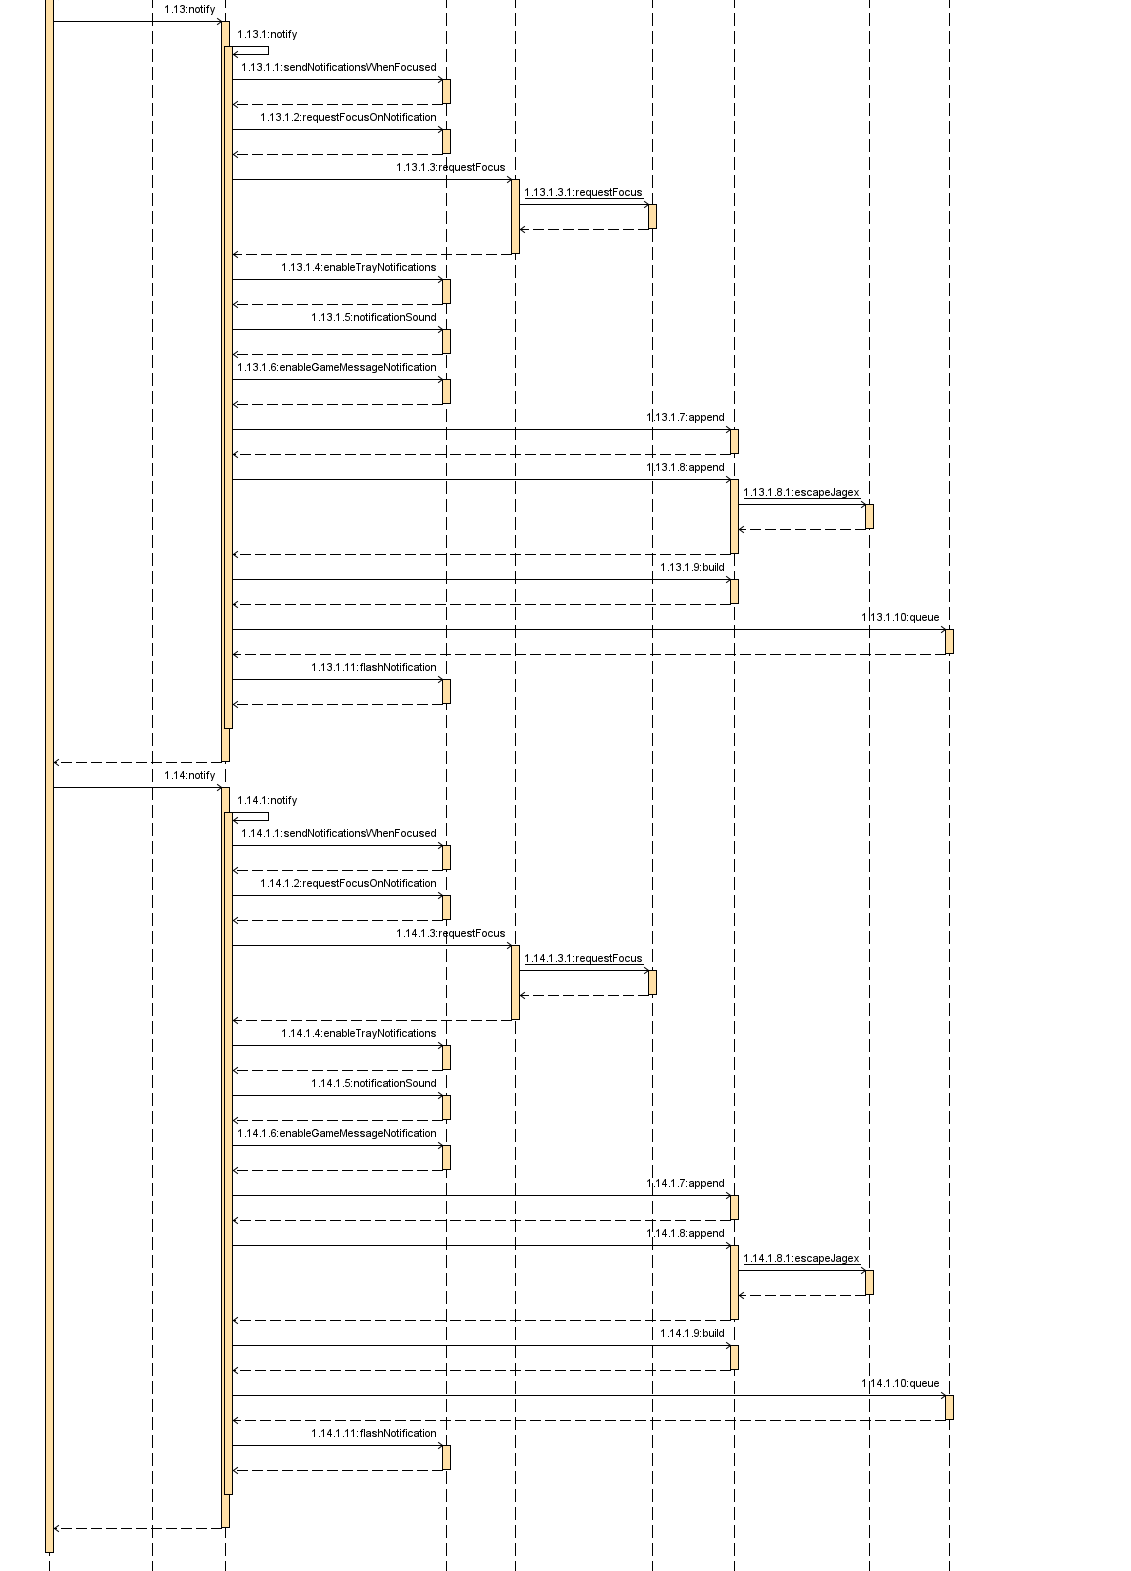 1.13:notify
1.13.1:notify
1.13.1.1:sendNotificationsWhenFocused
1.13.1.2:requestFocusOnNotification
1.13.1.3:requestFocus
1.13.1.3.1:requestFocus
1.13.1.4:enableTrayNotifications
1.13.1.5:notificationSound
1.13.1.6:enableGameMessageNotification
1.13.1.7:append
1.13.1.8:append
1.13.1.8.1:escapeJagex
1.13.1.9:build
1.13.1.10:queue
1.13.1.11:flashNotification
1.14:notify
1.14.1:notify
1.14.1.1:sendNotificationsWhenFocused
1.14.1.2:requestFocusOnNotification
1.14.1.3:requestFocus
1.14.1.3.1:requestFocus
1.14.1.4:enableTrayNotifications
1.14.1.5:notificationSound
1.14.1.6:enableGameMessageNotification
1.14.1.7:append
1.14.1.8:append
1.14.1.8.1:escapeJagex
1.14.1.9:build
1.14.1.10:queue
1.14.1.11:flashNotification